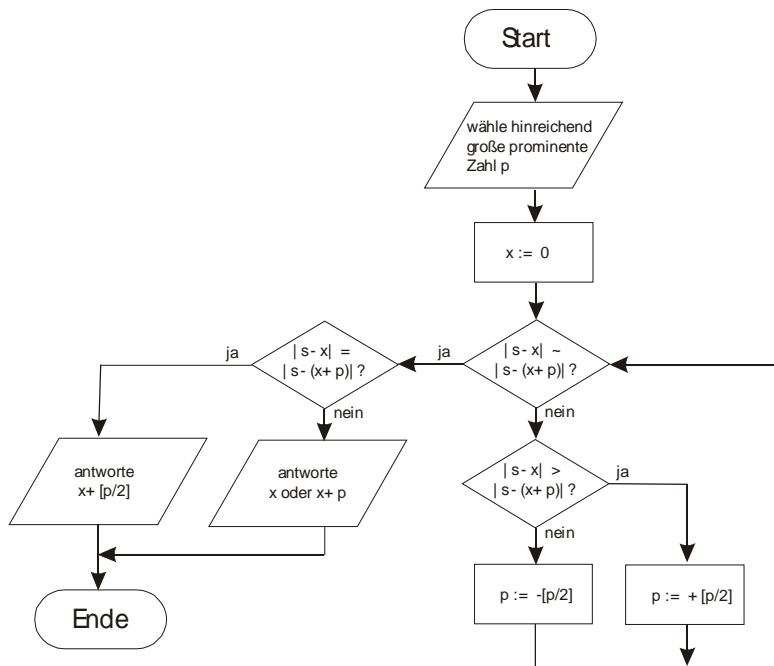 Start
wähle hinreichend
große prominente
Zahl p
x := 0
| s - x| ~
| s - (x+ p)| ?
ja
nein
| s - x| =
| s - (x+ p)| ?
ja
nein
antworte
x+ [p/2]
antworte
x oder x+ p
Ende
| s - x| >
| s - (x+ p)| ?
ja
nein
p := -[p/2]
p := + [p/2]